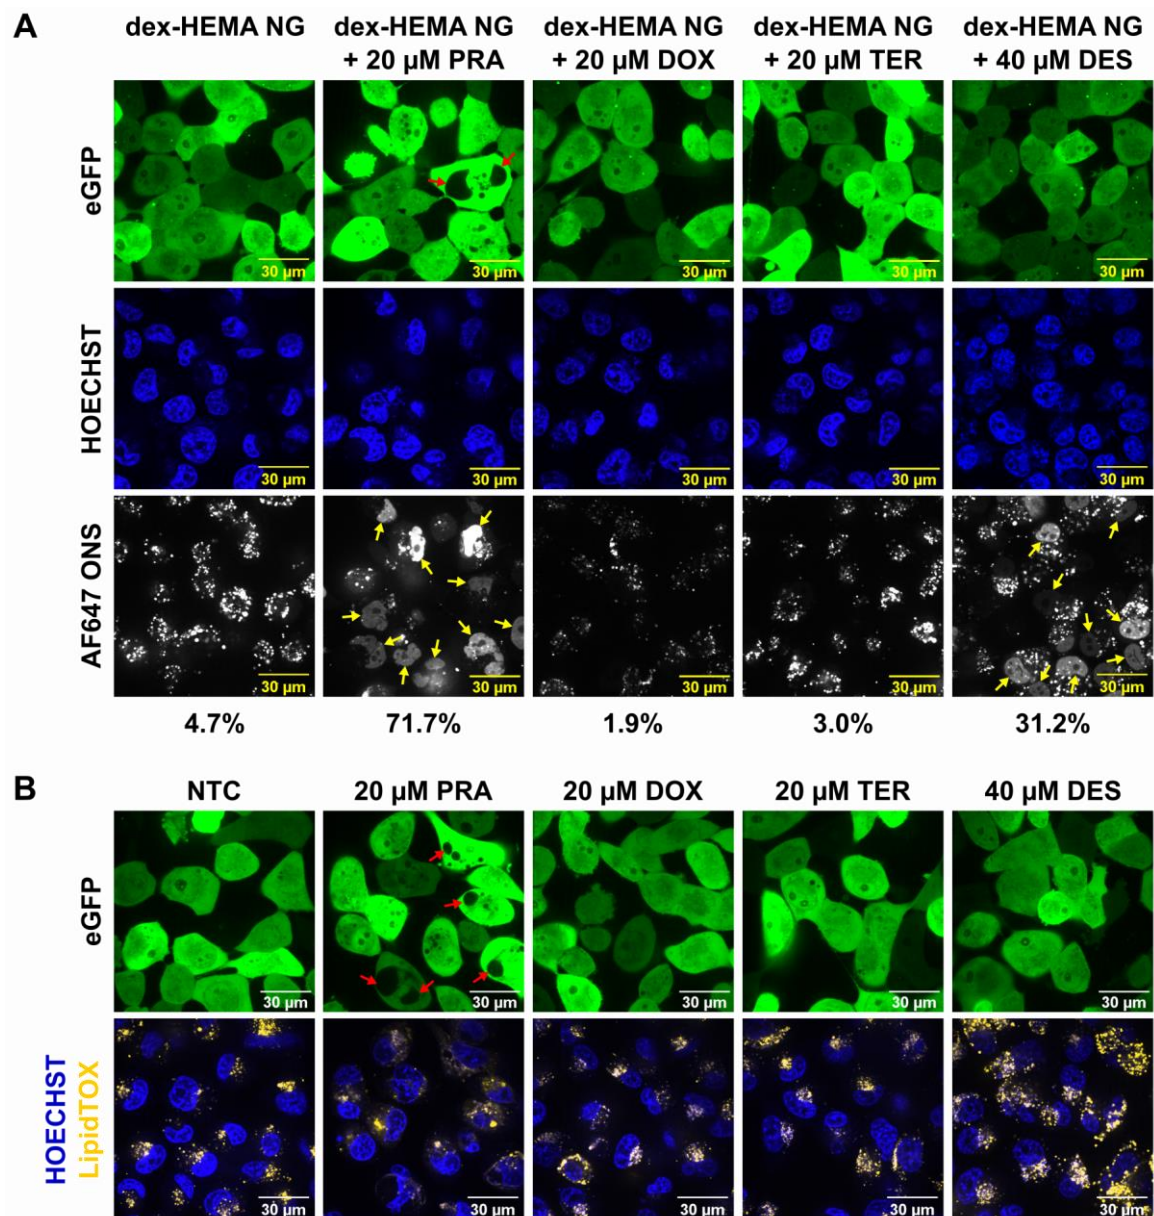 A
dex-HEMA NG
dex-HEMA NG
+ 20 µM PRA
dex-HEMA NG
+ 20 µM DOX
dex-HEMA NG
+ 20 µM TER
dex-HEMA NG
+ 40 µM DES
eGFP
30 µm
30 µm
30 µm
30 µm
30 µm
HOECHST
30 µm
30 µm
30 µm
30 µm
30 µm
AF647 ONS
30 µm
30 µm
30 µm
30 µm
30 µm
4.7%
71.7%
1.9%
3.0%
31.2%
B
NTC
20 µM PRA
20 µM DOX
20 µM TER
40 µM DES
eGFP
30 µm
30 µm
30 µm
30 µm
30 µm
HOECHST
LipidTOX
30 µm
30 µm
30 µm
30 µm
30 µm